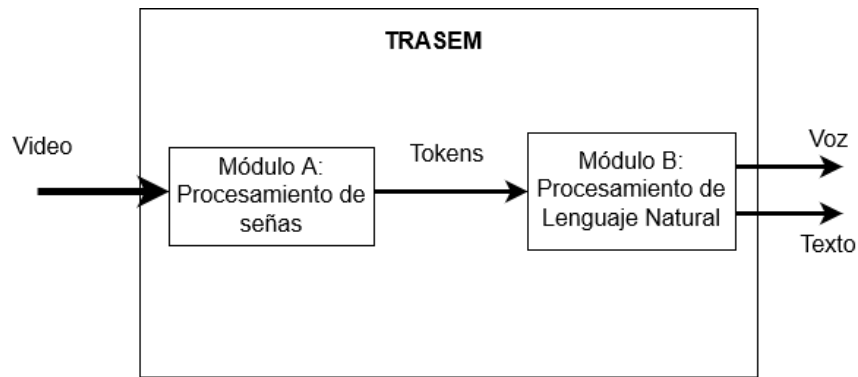 TRASEM
Video
Módulo A:
Procesamiento de
señas
Tokens
Módulo B:
Procesamiento de
Lenguaje Natural
Voz
Texto